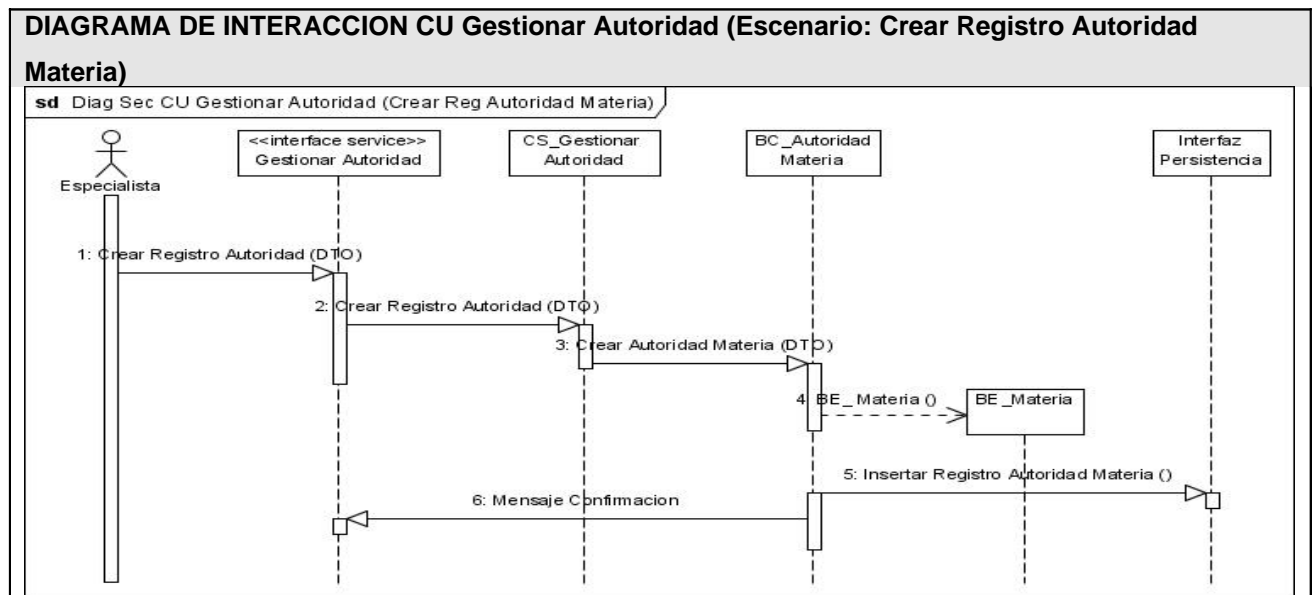 DIAGRAMA DE INTERACCION CU Gestionar Autoridad (Escenario: Crear Registro Autoridad
Materia)
sd Diag Sec CU Gestionar Autoridad (Crear Reg Autoridad Materia)
Especialista
<<interface service>>
Gestionar Autoridad
CS_Gestionar
Autoridad
BC_Autoridad
Materia
Interfaz
Persistencia
1: Crear Registro Autoridad (DTO)
2: Crear Registro Autoridad (DTO)
3: Crear Autoridad Materia (DTO)
4: BE_Materia ()
BE_Materia
5: Insertar Registro Autoridad Materia ()
6: Mensaje Confirmacion